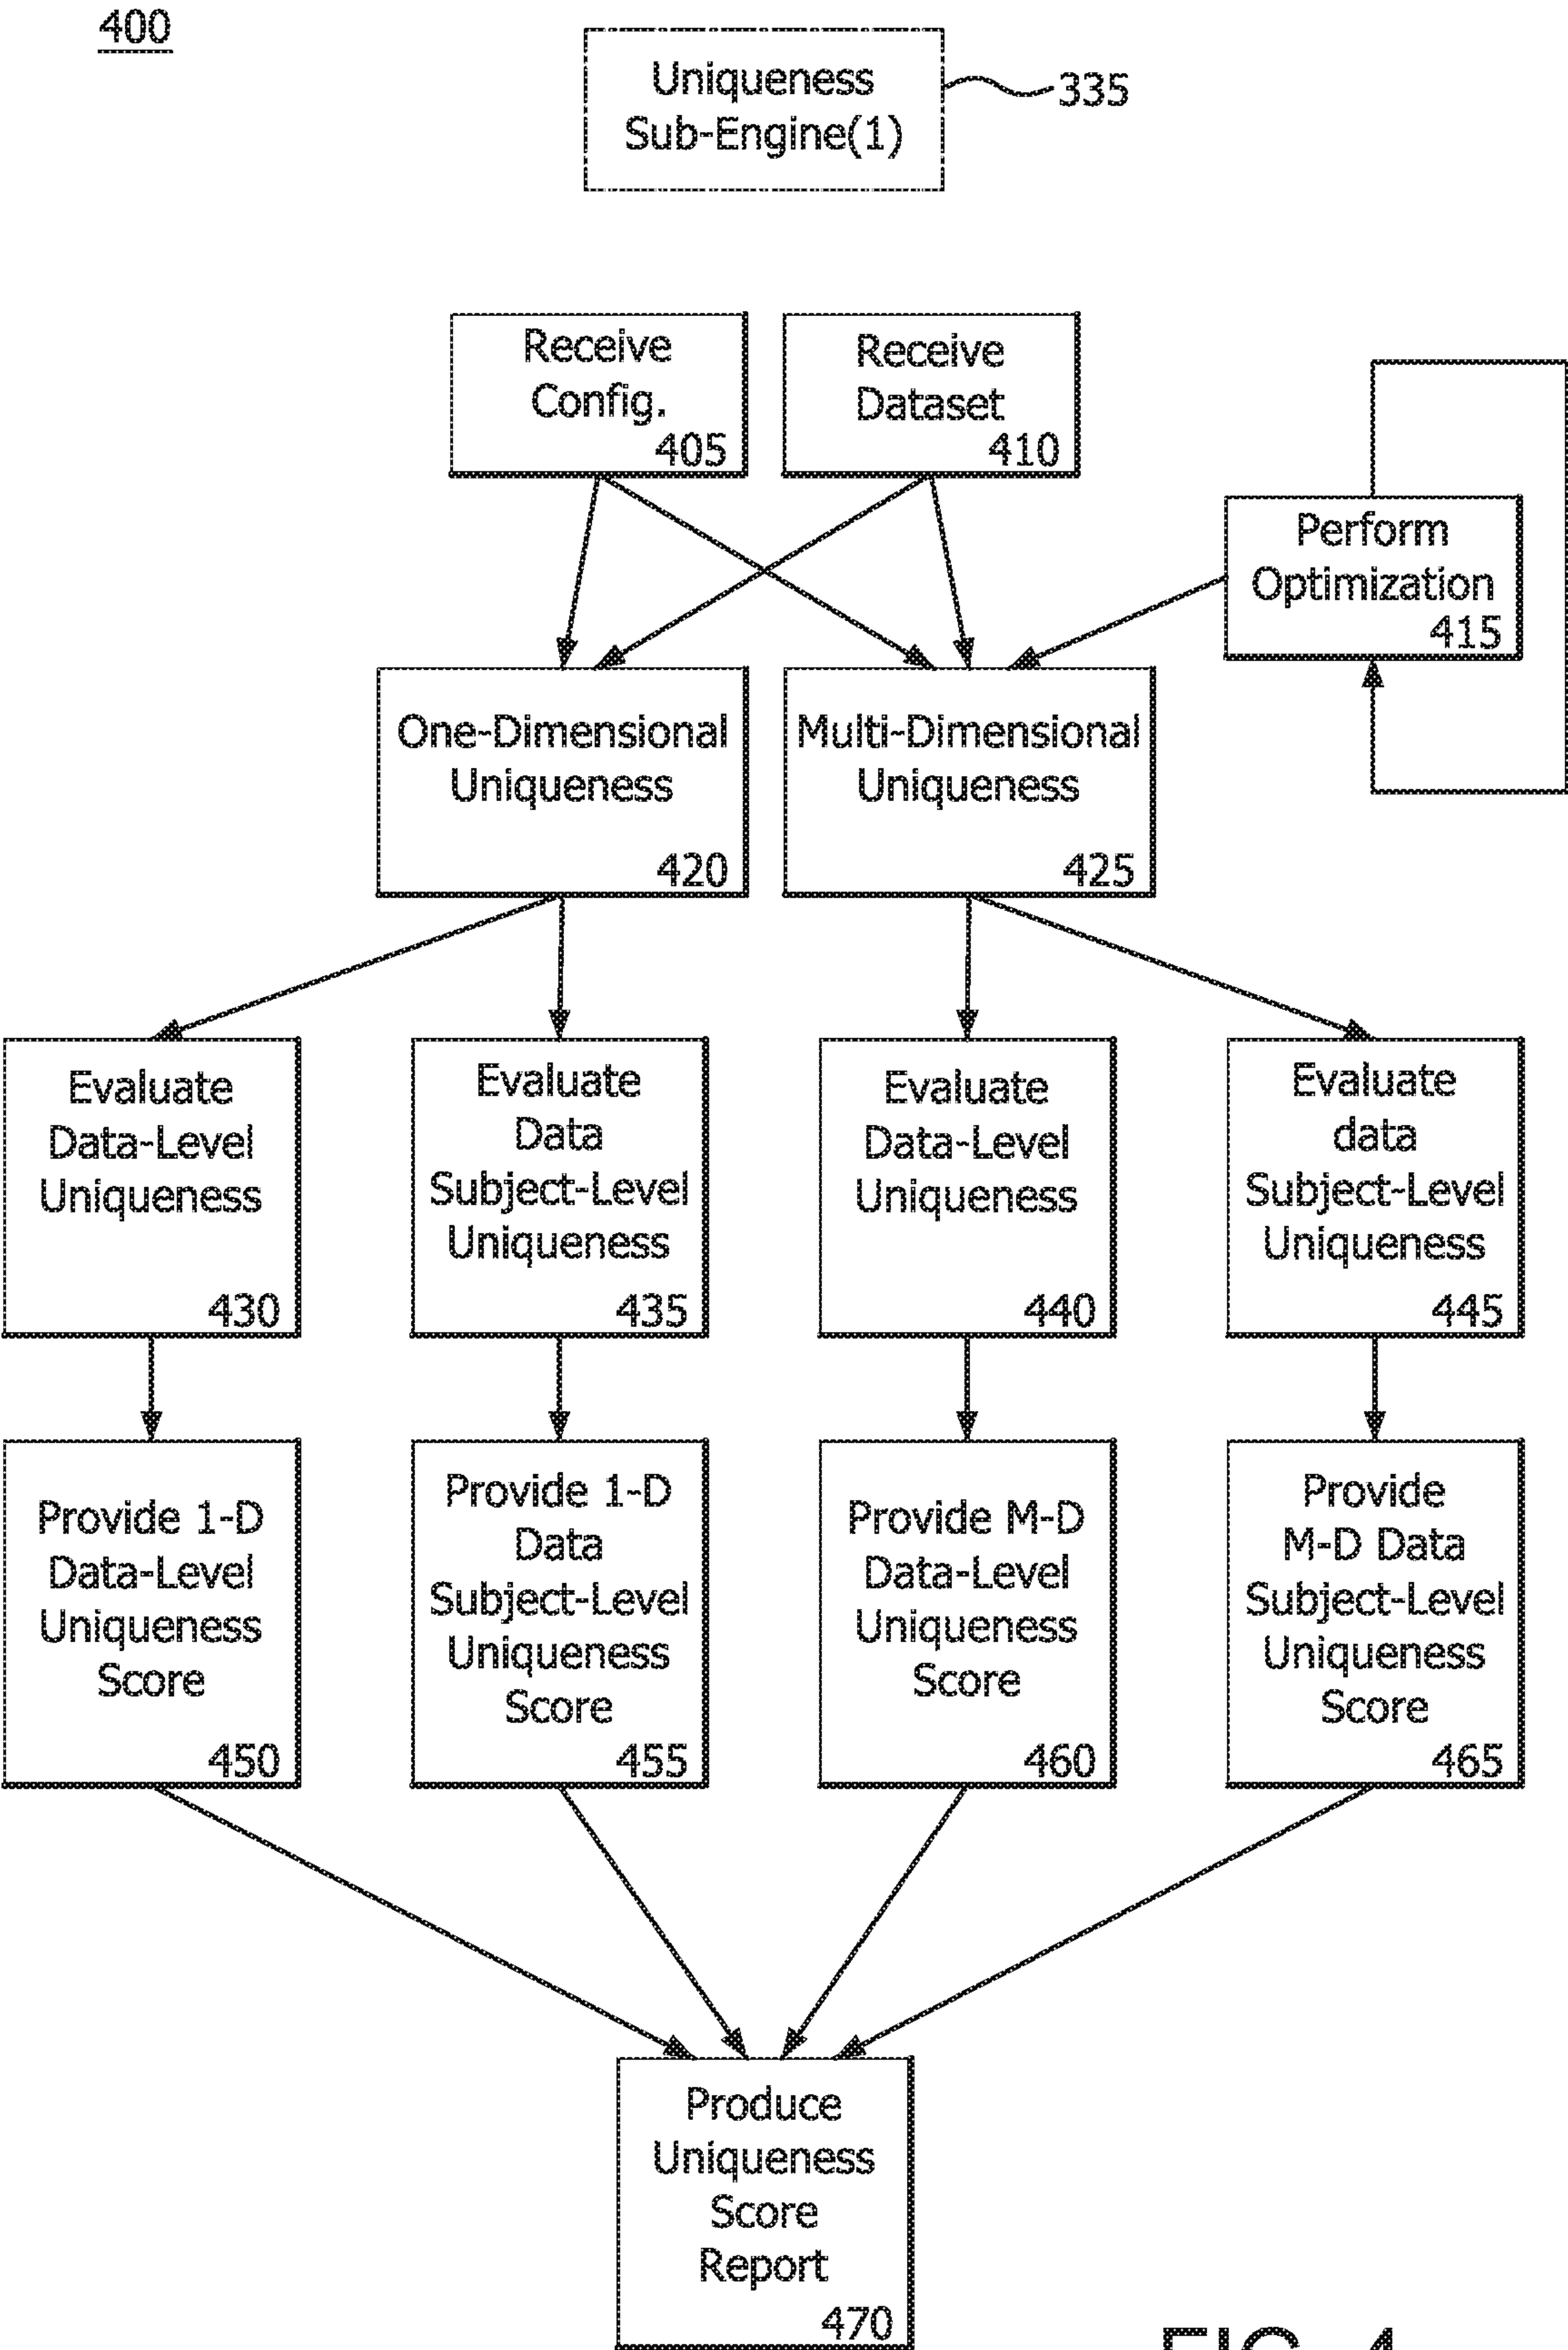 400
Uniqueness
Sub-Engine(1)
335
Receive
Config.
405
Receive
Dataset
410
Perform
Optimization
415
One-Dimensional
Uniqueness
420
Multi-Dimensional
Uniqueness
425
Evaluate
Data-Level
Uniqueness
430
Evaluate
Data
Subject-Level
Uniqueness
435
Evaluate
Data-Level
Uniqueness
440
Evaluate
data
Subject-Level
Uniqueness
445
Provide 1-D
Data-Level
Uniqueness
Score
450
Provide 1-D
Data
Subject-Level
Uniqueness
Score
455
Provide M-D
Data-Level
Uniqueness
Score
460
Provide
M-D Data
Subject-Level
Uniqueness
Score
465
Produce
Uniqueness
Score
Report
470
FIG. 4